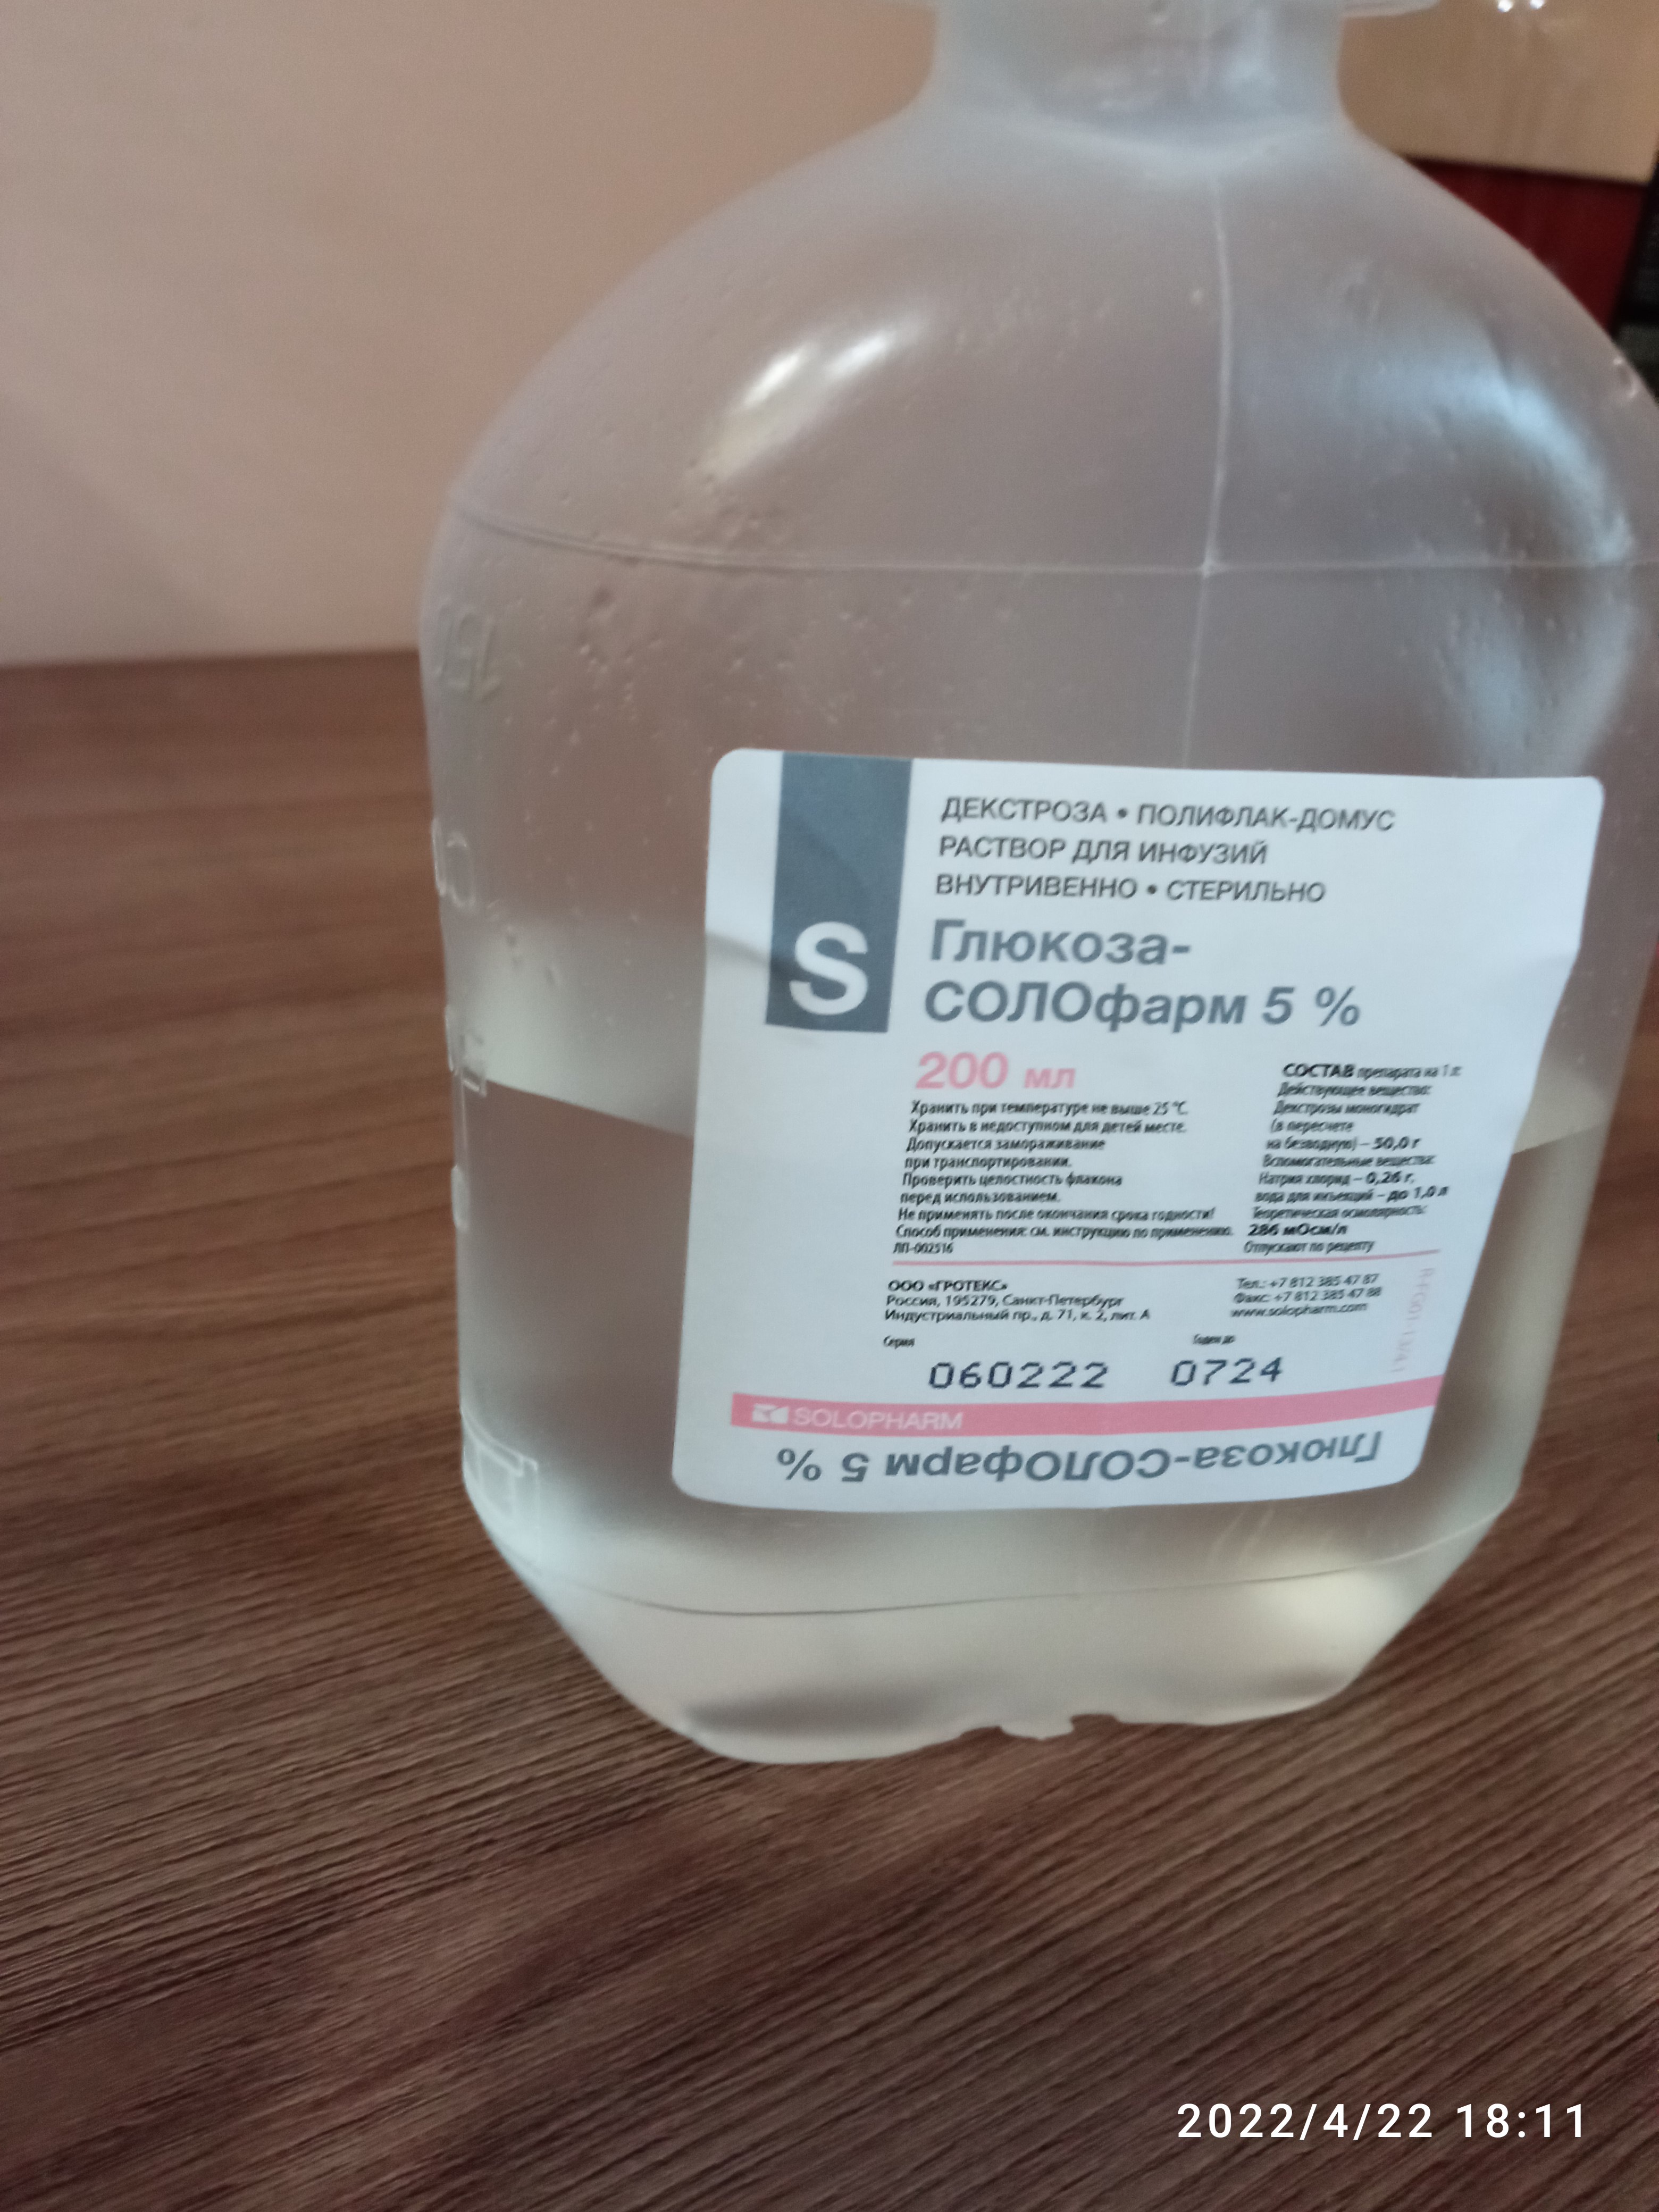 ДЕКСТРОЗА • ПОЛИФЛАК-ДОМУС
РАСТВОР ДЛЯ ИНФУЗИЙ
ВНУТРИВЕННО • СТЕРИЛЬНО
S
Глюкоза-
СОЛОфарм 5 %
200 мл
Хранить при температуре не выше 25 °C.
Хранить в недоступном для детей месте.
Допускается замораживание
при транспортировании.
Проверить целостность флакона
перед использованием.
Не применять после окончания срока годности!
Способ применения: см. инструкцию по применению.
ЛП-002516
СОСТАВ препарата на 1 л:
Действующее вещество:
Декстрозы моногидрат
(в пересчете
на безводную) – 50,0 г
Вспомогательные вещества:
Натрия хлорид – 0,26 г,
вода для инъекций – до 1,0 л
Теоретическая осмолярность:
286 мОсм/л
Отпускают по рецепту
ООО «ГРОТЕКС»
Россия, 195279, Санкт-Петербург
Индустриальный пр., д. 71, к. 2, лит. А
Тел.: +7 812 385 47 87
Факс: +7 812 385 47 88
www.solopharm.com
Серия
Годен до
060222 0724
SOLOPHARM
Глюкоза-СОЛОфарм 5 %
2022/4/22 18:11